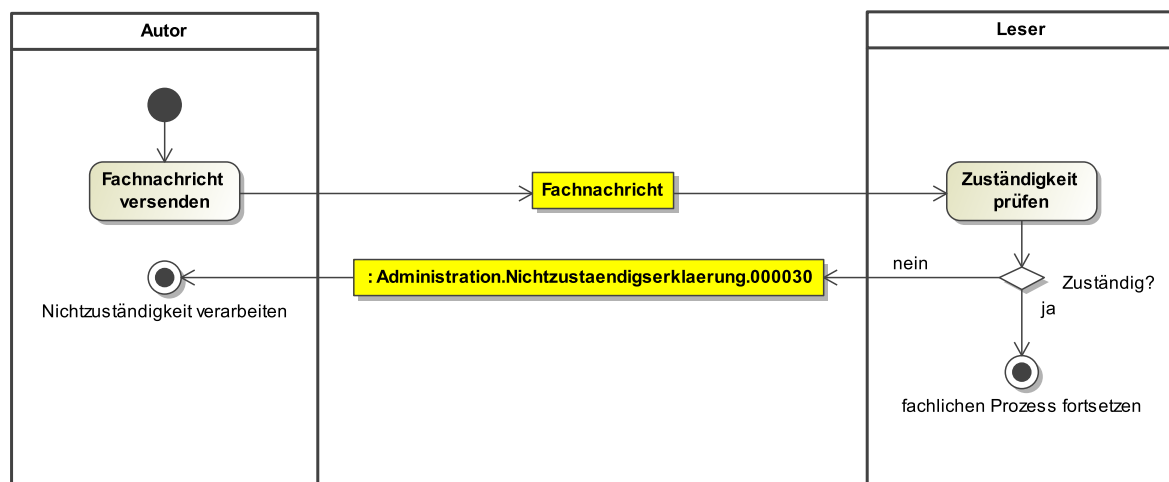 Autor
Leser
Fachnachricht
versenden
Fachnachricht
Zuständigkeit
prüfen
: Administration.Nichtzustaendigserklaerung.000030
nein
Zuständig?
Nichtzuständigkeit verarbeiten
ja
fachlichen Prozess fortsetzen